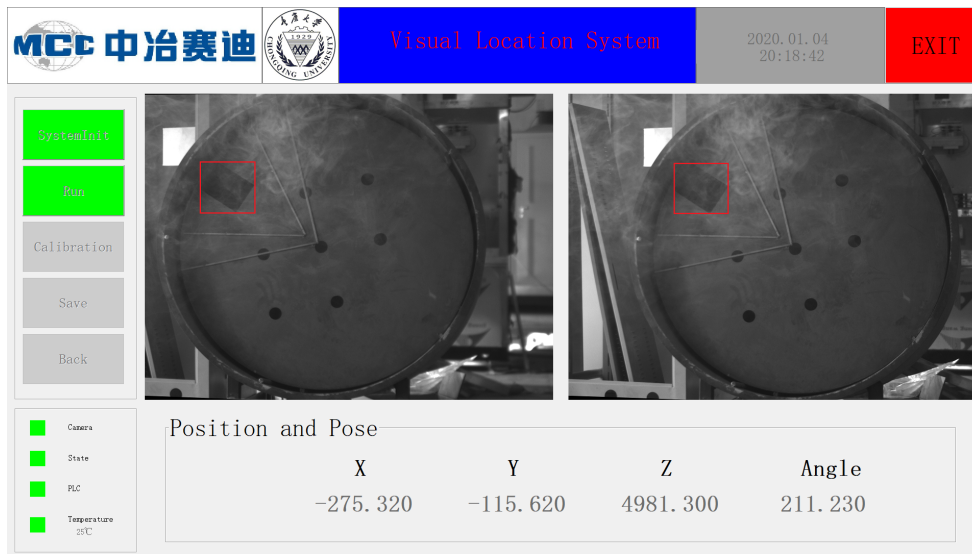 MCC 中冶赛迪
重庆大学
1929
CHONGQING UNIVERSITY
Visual Location System
2020.01.04
20:18:42
EXIT
SystemInit
Run
Calibration
Save
Back
Camera
State
PLC
Temperature
25℃
Position and Pose
X Y Z Angle
-275.320 -115.620 4981.300 211.230